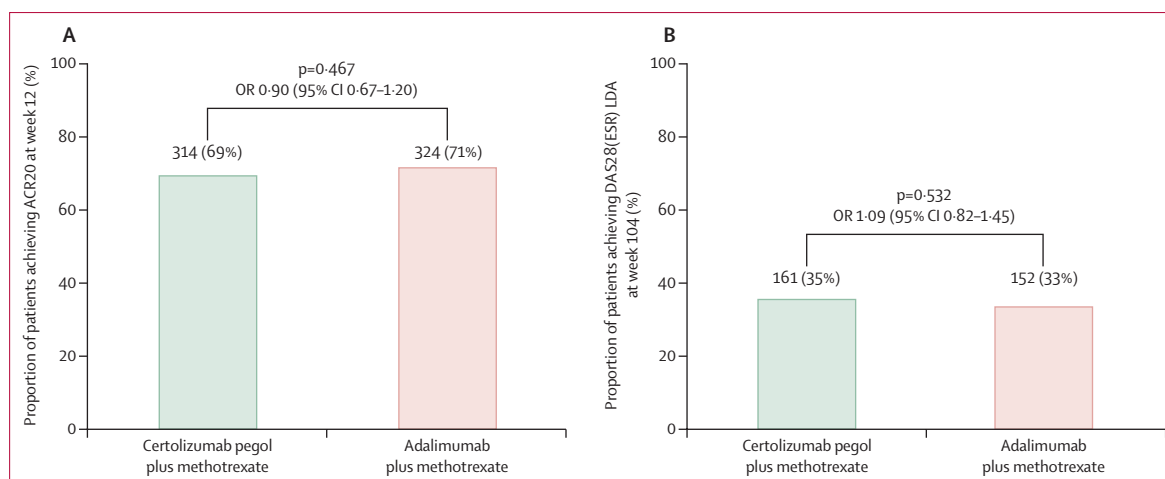 A
Proportion of patients achieving ACR20 at week 12 (%)
100
80
60
40
20
0
p=0·467
OR 0·90 (95% CI 0·67–1·20)
314 (69%)
324 (71%)
Certolizumab pegol
plus methotrexate
Adalimumab
plus methotrexate
B
Proportion of patients achieving DAS28(ESR) LDA
at week 104 (%)
100
80
60
40
20
0
p=0·532
OR 1·09 (95% CI 0·82–1·45)
161 (35%)
152 (33%)
Certolizumab pegol
plus methotrexate
Adalimumab
plus methotrexate